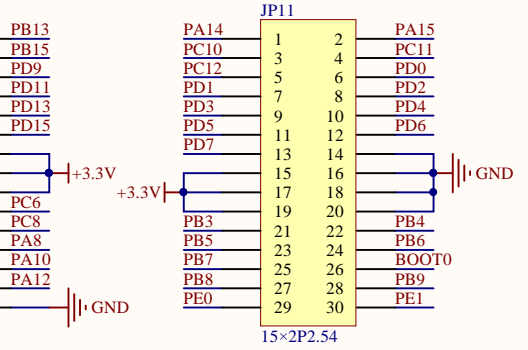 JP11
PB13 PA14 1 2 PA15
PB15 PC10 3 4 PC11
PD9 PC12 5 6 PD0
PD11 PD1 7 8 PD2
PD13 PD3 9 10 PD4
PD15 PD5 11 12 PD6
PD7 13 14
+3.3V 15 16 GND
+3.3V 17 18
PC6 19 20
PC8 PB3 21 22 PB4
PA8 PB5 23 24 PB6
PA10 PB7 25 26 BOOT0
PA12 PB8 27 28 PB9
GND PE0 29 30 PE1
15×2P2.54